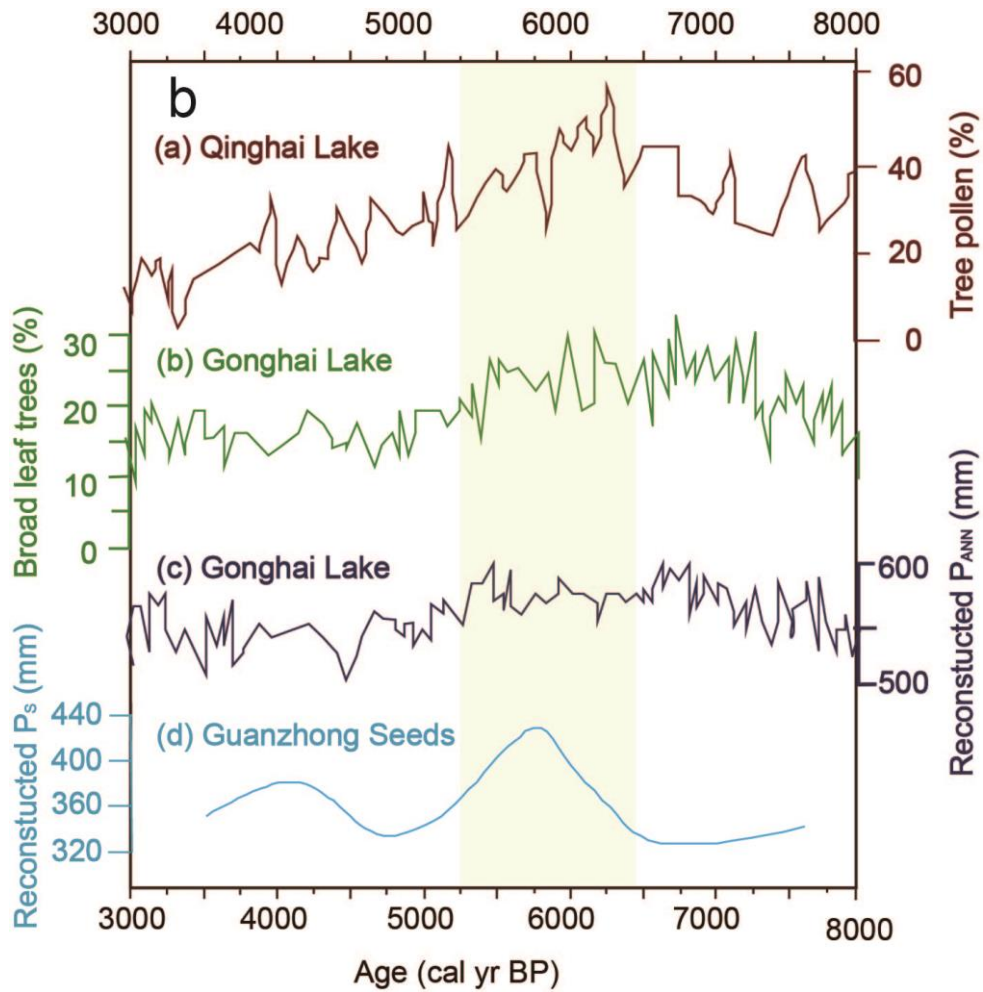 3000 4000 5000 6000 7000 8000
b
(a) Qinghai Lake
60
40
20
0
Tree pollen (%)
(b) Gonghai Lake
30
20
10
0
Broad leaf trees (%)
(c) Gonghai Lake
600
500
Reconstucted PANN (mm)
(d) Guanzhong Seeds
440
400
360
320
Reconstucted Ps (mm)
3000 4000 5000 6000 7000 8000
Age (cal yr BP)